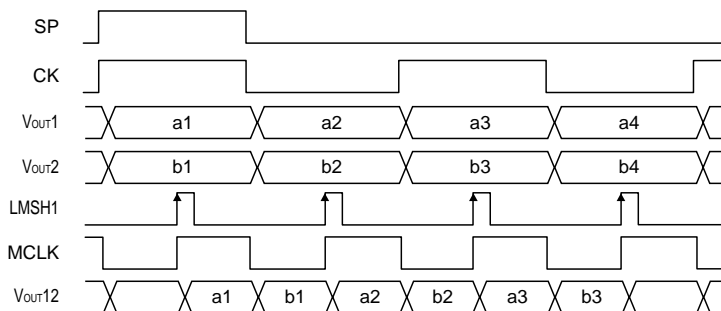 SP
CK
VOUT1 a1 a2 a3 a4
VOUT2 b1 b2 b3 b4
LMSH1
MCLK
VOUT12 a1 b1 a2 b2 a3 b3